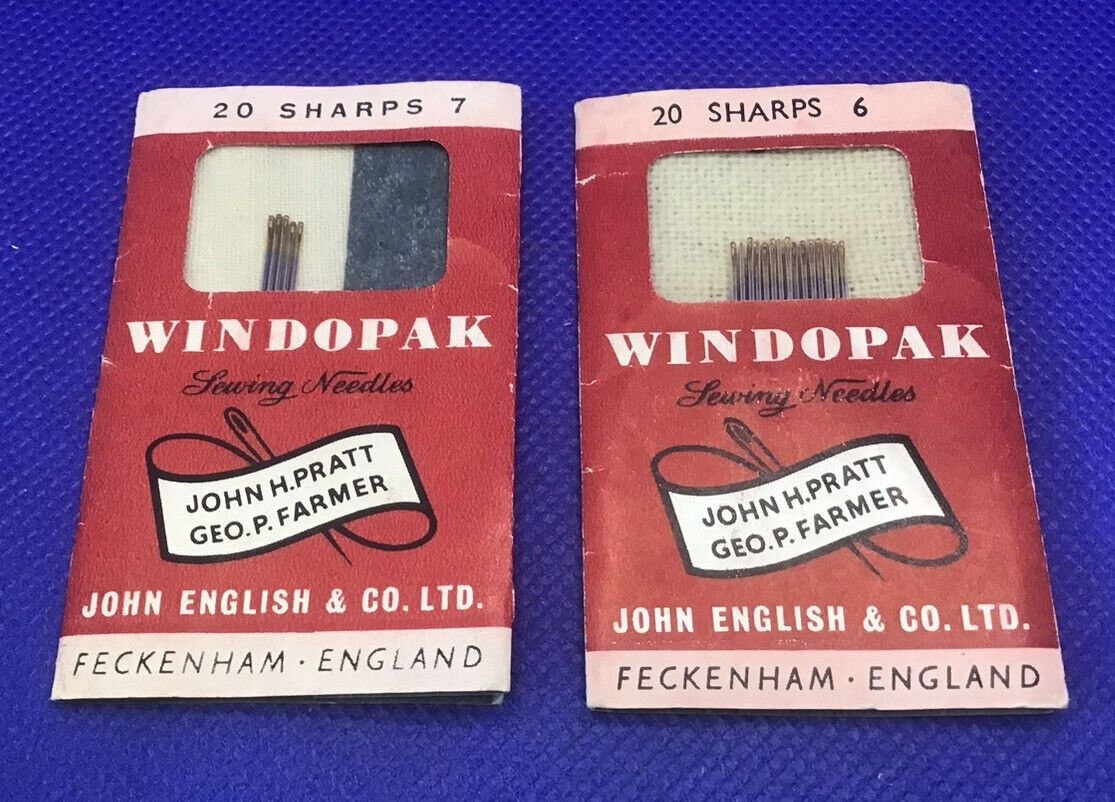 20 SHARPS 7
WINDOPAK
Sewing Needles
JOHN H. PRATT
GEO. P. FARMER
JOHN ENGLISH & CO. LTD.
FECKENHAM · ENGLAND
20 SHARPS 6
WINDOPAK
Sewing Needles
JOHN H. PRATT
GEO. P. FARMER
JOHN ENGLISH & CO. LTD.
FECKENHAM · ENGLAND